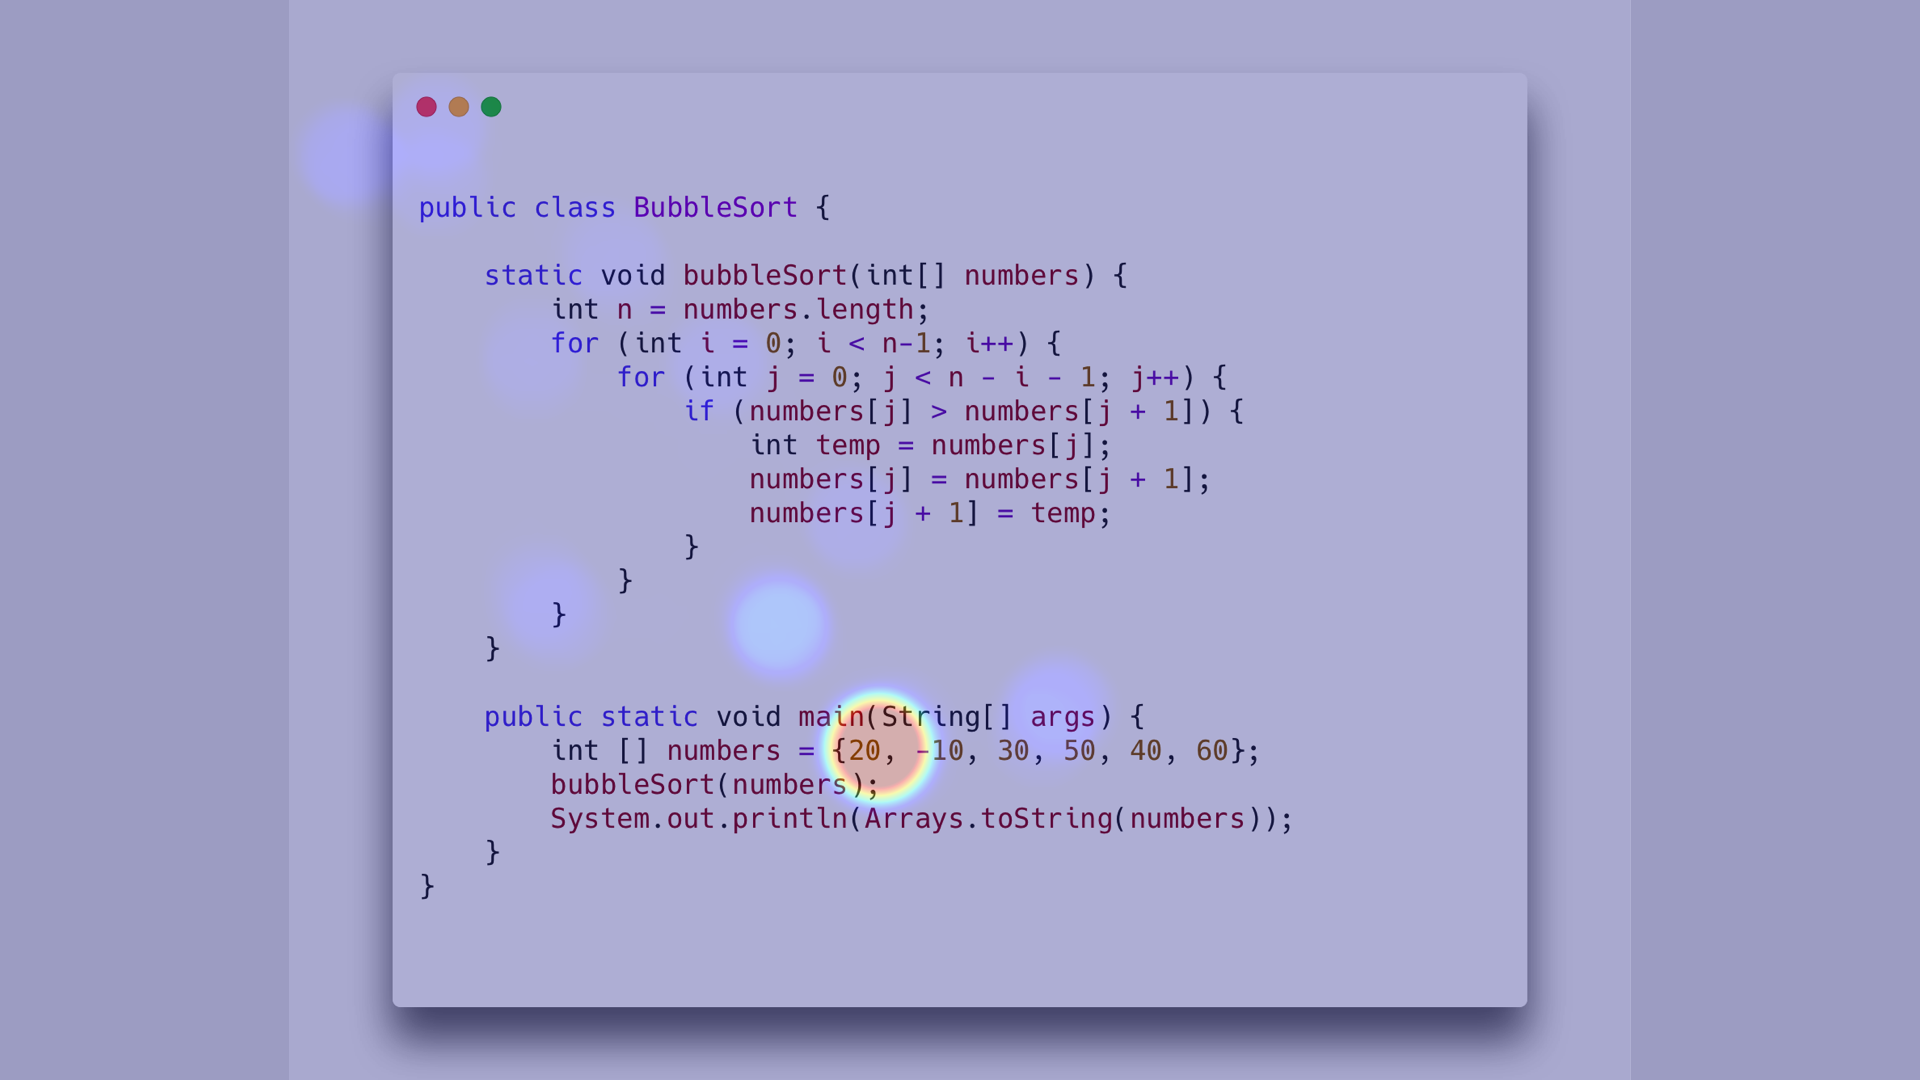 public class BubbleSort {
static void bubbleSort(int[] numbers) {
int n = numbers.length;
for (int i = 0; i < n-1; i++) {
for (int j = 0; j < n - i - 1; j++) {
if (numbers[j] > numbers[j + 1]) {
int temp = numbers[j];
numbers[j] = numbers[j + 1];
numbers[j + 1] = temp;
}
}
}
}
public static void main(String[] args) {
int [] numbers = {20, -10, 30, 50, 40, 60};
bubbleSort(numbers);
System.out.println(Arrays.toString(numbers));
}
}